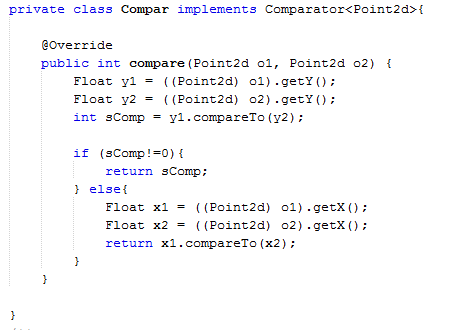 private class Compar implements Comparator<Point2d>{
@Override
public int compare(Point2d o1, Point2d o2) {
Float y1 = ((Point2d) o1).getY();
Float y2 = ((Point2d) o2).getY();
int sComp = y1.compareTo(y2);
if (sComp!=0){
return sComp;
} else{
Float x1 = ((Point2d) o1).getX();
Float x2 = ((Point2d) o2).getX();
return x1.compareTo(x2);
}
}
}